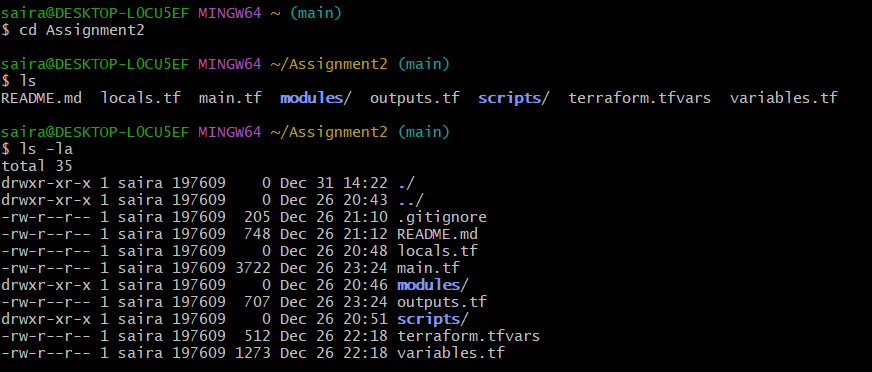 saira@DESKTOP-L0CU5EF MINGW64 ~ (main)
$ cd Assignment2
saira@DESKTOP-L0CU5EF MINGW64 ~/Assignment2 (main)
$ ls
README.md  locals.tf  main.tf  modules/  outputs.tf  scripts/  terraform.tfvars  variables.tf
saira@DESKTOP-L0CU5EF MINGW64 ~/Assignment2 (main)
$ ls -la
total 35
drwxr-xr-x 1 saira 197609    0 Dec 31 14:22 ./
drwxr-xr-x 1 saira 197609    0 Dec 26 20:43 ../
-rw-r--r-- 1 saira 197609  205 Dec 26 21:10 .gitignore
-rw-r--r-- 1 saira 197609  748 Dec 26 21:12 README.md
-rw-r--r-- 1 saira 197609    0 Dec 26 20:48 locals.tf
-rw-r--r-- 1 saira 197609 3722 Dec 26 23:24 main.tf
drwxr-xr-x 1 saira 197609    0 Dec 26 20:46 modules/
-rw-r--r-- 1 saira 197609  707 Dec 26 23:24 outputs.tf
drwxr-xr-x 1 saira 197609    0 Dec 26 20:51 scripts/
-rw-r--r-- 1 saira 197609  512 Dec 26 22:18 terraform.tfvars
-rw-r--r-- 1 saira 197609 1273 Dec 26 22:18 variables.tf